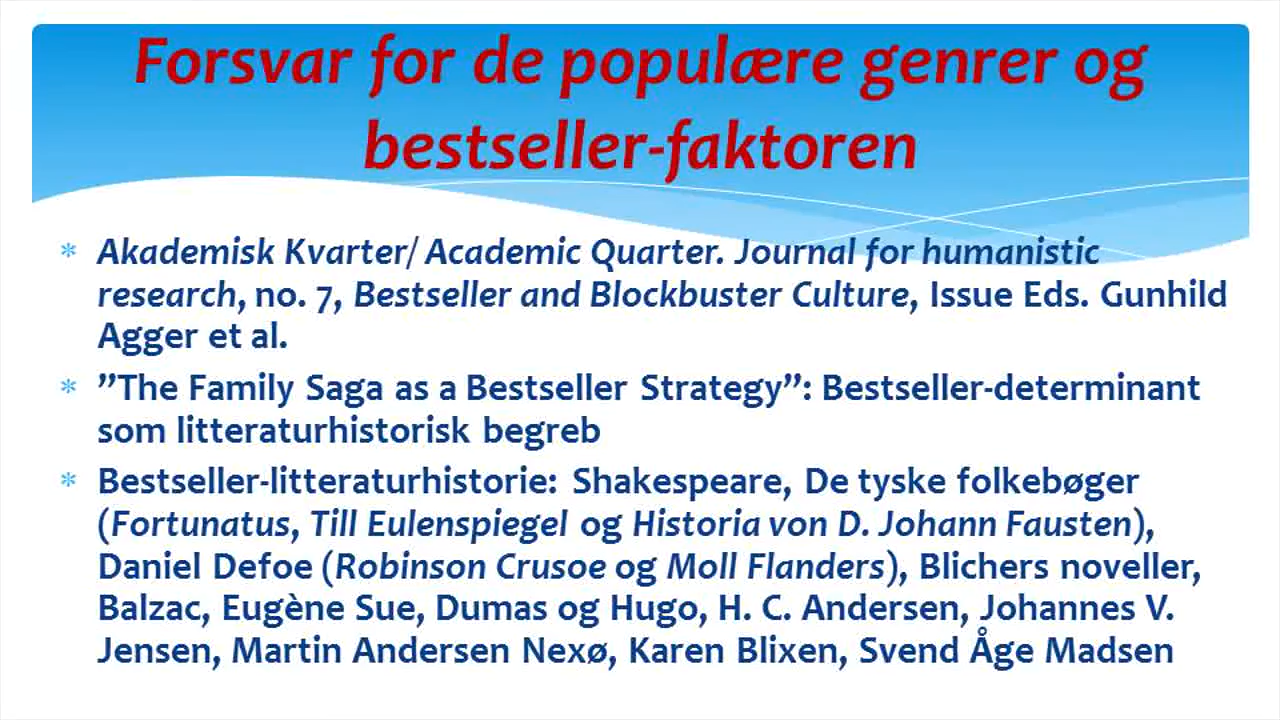 Forsvar for de populære genrer og
bestseller-faktoren
Akademisk Kvarter/ Academic Quarter. Journal for humanistic
research, no. 7, Bestseller and Blockbuster Culture, Issue Eds. Gunhild
Agger et al.
”The Family Saga as a Bestseller Strategy”: Bestseller-determinant
som litteraturhistorisk begreb
Bestseller-litteraturhistorie: Shakespeare, De tyske folkebøger
(Fortunatus, Till Eulenspiegel og Historia von D. Johann Fausten),
Daniel Defoe (Robinson Crusoe og Moll Flanders), Blichers noveller,
Balzac, Eugène Sue, Dumas og Hugo, H. C. Andersen, Johannes V.
Jensen, Martin Andersen Nexø, Karen Blixen, Svend Åge Madsen